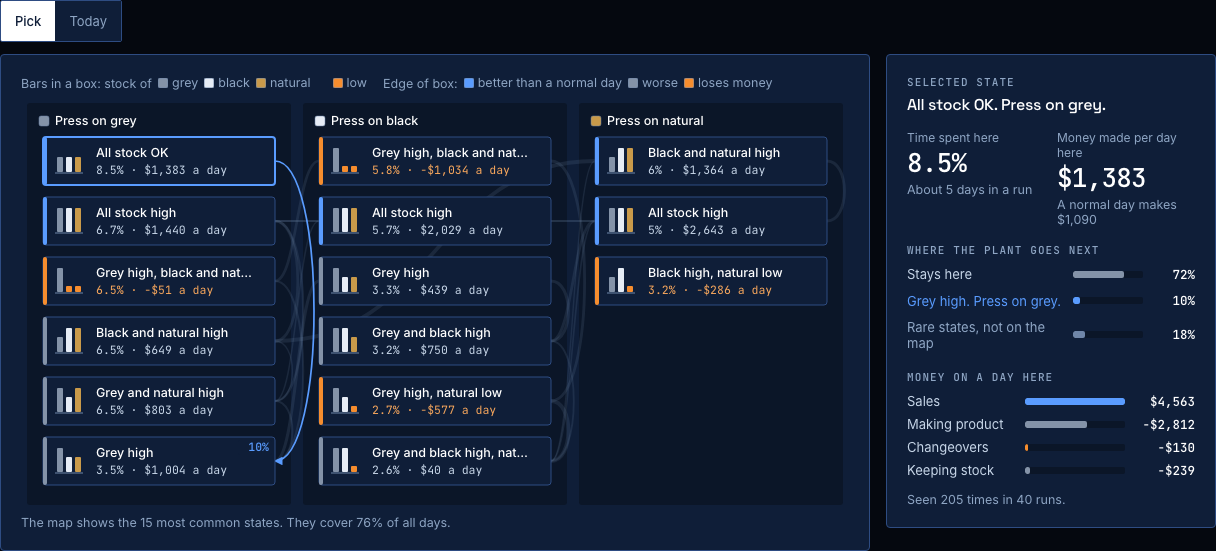 Pick Today
Bars in a box: stock of grey black natural low Edge of box: better than a normal day worse loses money
Press on grey
All stock OK
8.5% · $1,383 a day
All stock high
6.7% · $1,440 a day
Grey high, black and nat...
6.5% · -$51 a day
Black and natural high
6.5% · $649 a day
Grey and natural high
6.5% · $803 a day
Grey high
10%
3.5% · $1,004 a day
Press on black
Grey high, black and nat...
5.8% · -$1,034 a day
All stock high
5.7% · $2,029 a day
Grey high
3.3% · $439 a day
Grey and black high
3.2% · $750 a day
Grey high, natural low
2.7% · -$577 a day
Grey and black high, nat...
2.6% · $40 a day
Press on natural
Black and natural high
6% · $1,364 a day
All stock high
5% · $2,643 a day
Black high, natural low
3.2% · -$286 a day
The map shows the 15 most common states. They cover 76% of all days.
SELECTED STATE
All stock OK. Press on grey.
Time spent here
8.5%
About 5 days in a run
Money made per day
here
$1,383
A normal day makes
$1,090
WHERE THE PLANT GOES NEXT
Stays here 72%
Grey high. Press on grey. 10%
Rare states, not on the
map 18%
MONEY ON A DAY HERE
Sales $4,563
Making product -$2,812
Changeovers -$130
Keeping stock -$239
Seen 205 times in 40 runs.